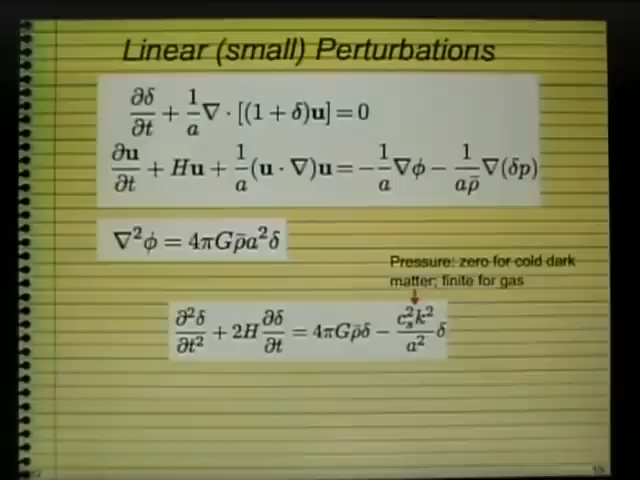 Linear (small) Perturbations
∂δ/∂t + 1/a ∇ · [(1 + δ)u] = 0
∂u/∂t + Hu + 1/a (u · ∇)u = −1/a ∇ϕ − 1/(aρ̄) ∇(δp)
∇²ϕ = 4πGρ̄a²δ
Pressure: zero for cold dark
matter; finite for gas
∂²δ/∂t² + 2H ∂δ/∂t = 4πGρ̄δ − c_s²k²/a² δ